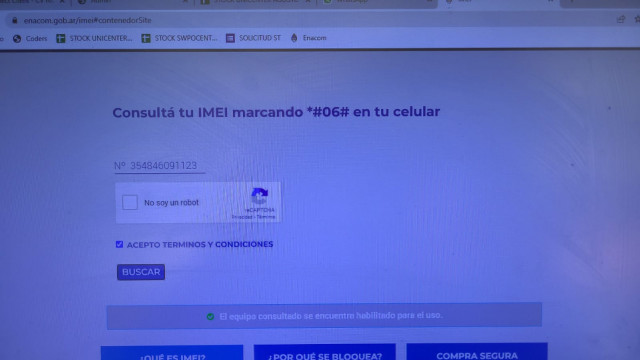 enacom.gob.ar/imei#contenedorSite
Coders STOCK UNICENTER... STOCK SWPOCENT... SOLICITUD ST Enacom
Consultá tu IMEI marcando *#06# en tu celular
Nº 354846091123
No soy un robot
reCAPTCHA
Privacidad - Términos
ACEPTO TERMINOS Y CONDICIONES
BUSCAR
El equipo consultado se encuentra habilitado para el uso.
¿QUÉ ES IMEI? ¿POR QUÉ SE BLOQUEA? COMPRA SEGURA